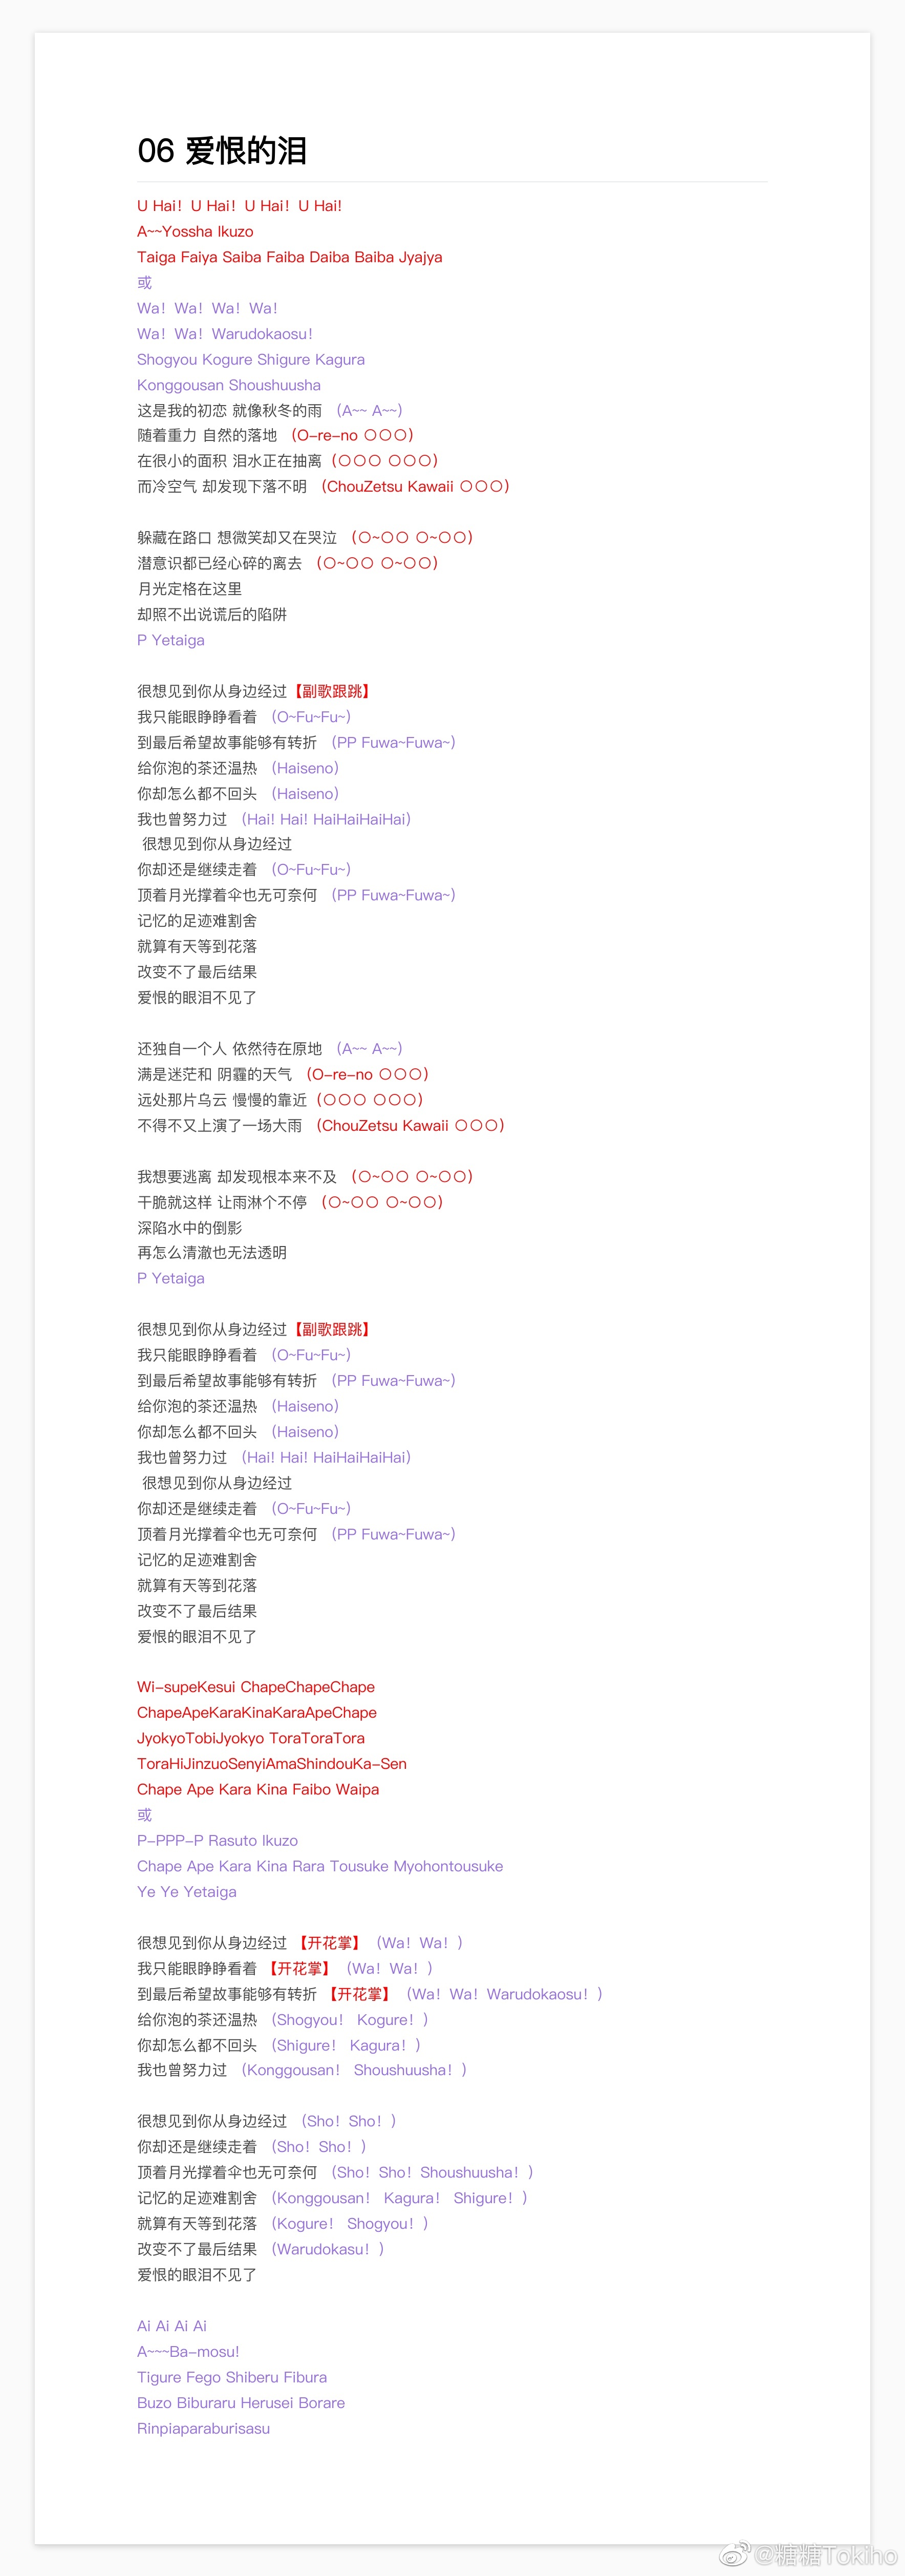 06 爱恨的泪
U Hai！U Hai！U Hai！U Hai!
A~~Yossha Ikuzo
Taiga Faiya Saiba Faiba Daiba Baiba Jyajya
或
Wa！Wa！Wa！Wa！
Wa！Wa！Warudokaosu！
Shogyou Kogure Shigure Kagura
Konggousan Shoushuusha
这是我的初恋 就像秋冬的雨 （A~~ A~~）
随着重力 自然的落地 （O-re-no 〇〇〇）
在很小的面积 泪水正在抽离（〇〇〇 〇〇〇）
而冷空气 却发现下落不明 （ChouZetsu Kawaii 〇〇〇）
躲藏在路口 想微笑却又在哭泣 （〇~〇〇 〇~〇〇）
潜意识都已经心碎的离去 （〇~〇〇 〇~〇〇）
月光定格在这里
却照不出说谎后的陷阱
P Yetaiga
很想见到你从身边经过【副歌跟跳】
我只能眼睁睁看着 （O~Fu~Fu~）
到最后希望故事能够有转折 （PP Fuwa~Fuwa~）
给你泡的茶还温热 （Haiseno）
你却怎么都不回头 （Haiseno）
我也曾努力过 （Hai! Hai! HaiHaiHaiHai）
很想见到你从身边经过
你却还是继续走着 （O~Fu~Fu~）
顶着月光撑着伞也无可奈何 （PP Fuwa~Fuwa~）
记忆的足迹难割舍
就算有天等到花落
改变不了最后结果
爱恨的眼泪不见了
还独自一个人 依然待在原地 （A~~ A~~）
满是迷茫和 阴霾的天气 （O-re-no 〇〇〇）
远处那片乌云 慢慢的靠近（〇〇〇 〇〇〇）
不得不又上演了一场大雨 （ChouZetsu Kawaii 〇〇〇）
我想要逃离 却发现根本来不及 （〇~〇〇 〇~〇〇）
干脆就这样 让雨淋个不停 （〇~〇〇 〇~〇〇）
深陷水中的倒影
再怎么清澈也无法透明
P Yetaiga
很想见到你从身边经过【副歌跟跳】
我只能眼睁睁看着 （O~Fu~Fu~）
到最后希望故事能够有转折 （PP Fuwa~Fuwa~）
给你泡的茶还温热 （Haiseno）
你却怎么都不回头 （Haiseno）
我也曾努力过 （Hai! Hai! HaiHaiHaiHai）
很想见到你从身边经过
你却还是继续走着 （O~Fu~Fu~）
顶着月光撑着伞也无可奈何 （PP Fuwa~Fuwa~）
记忆的足迹难割舍
就算有天等到花落
改变不了最后结果
爱恨的眼泪不见了
Wi-supeKesui ChapeChapeChape
ChapeApeKaraKinaKaraApeChape
JyokyoTobiJyokyo ToraToraTora
ToraHiJinzuoSenyiAmaShindouKa-Sen
Chape Ape Kara Kina Faibo Waipa
或
P-PPP-P Rasuto Ikuzo
Chape Ape Kara Kina Rara Tousuke Myohontousuke
Ye Ye Yetaiga
很想见到你从身边经过 【开花掌】（Wa！Wa！）
我只能眼睁睁看着 【开花掌】（Wa！Wa！）
到最后希望故事能够有转折 【开花掌】（Wa！Wa！Warudokaosu！）
给你泡的茶还温热 （Shogyou！ Kogure！）
你却怎么都不回头 （Shigure！ Kagura！）
我也曾努力过 （Konggousan！ Shoushuusha！）
很想见到你从身边经过 （Sho！Sho！）
你却还是继续走着 （Sho！Sho！）
顶着月光撑着伞也无可奈何 （Sho！Sho！Shoushuusha！）
记忆的足迹难割舍 （Konggousan！ Kagura！ Shigure！）
就算有天等到花落 （Kogure！ Shogyou！）
改变不了最后结果 （Warudokasu！）
爱恨的眼泪不见了
Ai Ai Ai Ai
A~~~Ba-mosu!
Tigure Fego Shiberu Fibura
Buzo Biburaru Herusei Borare
Rinpiaparaburisasu
@糖糖Tokiho